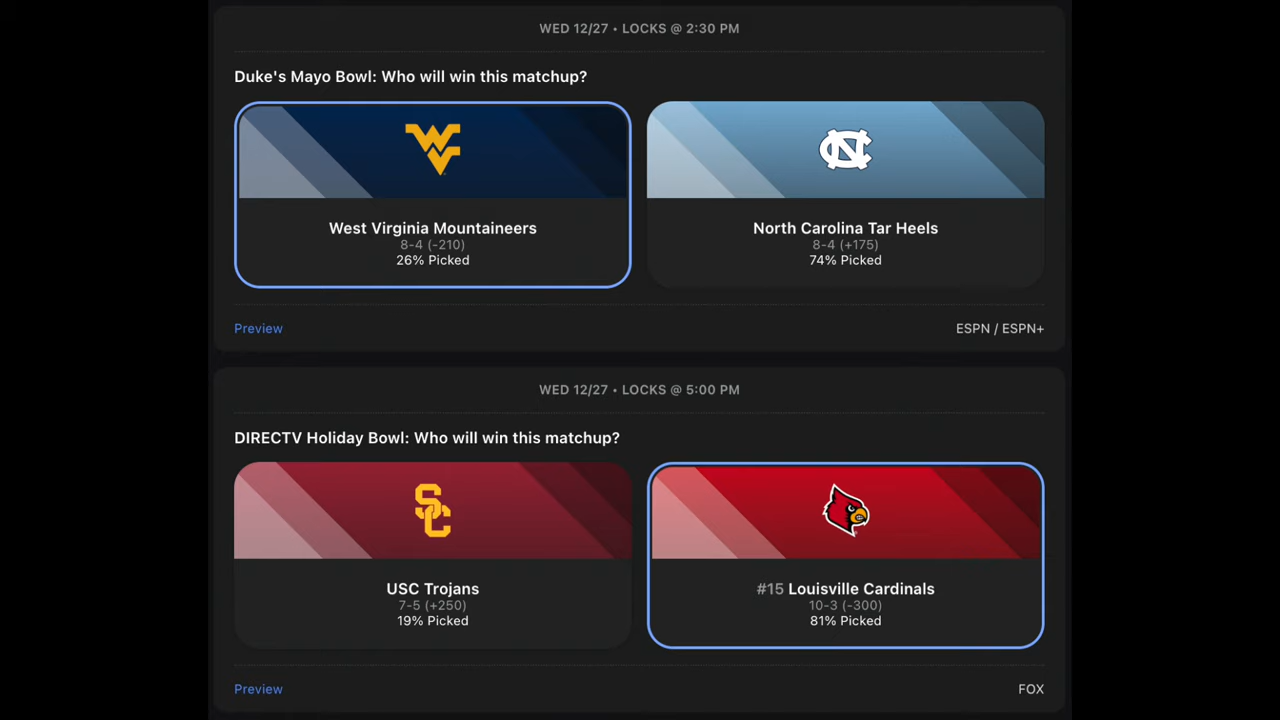 WED 12/27 • LOCKS @ 2:30 PM
Duke's Mayo Bowl: Who will win this matchup?
WV
NC
West Virginia Mountaineers
North Carolina Tar Heels
8-4 (-210)
8-4 (+175)
26% Picked
74% Picked
Preview
ESPN / ESPN+
WED 12/27 • LOCKS @ 5:00 PM
DIRECTV Holiday Bowl: Who will win this matchup?
SC
USC Trojans
#15 Louisville Cardinals
7-5 (+250)
10-3 (-300)
19% Picked
81% Picked
Preview
FOX